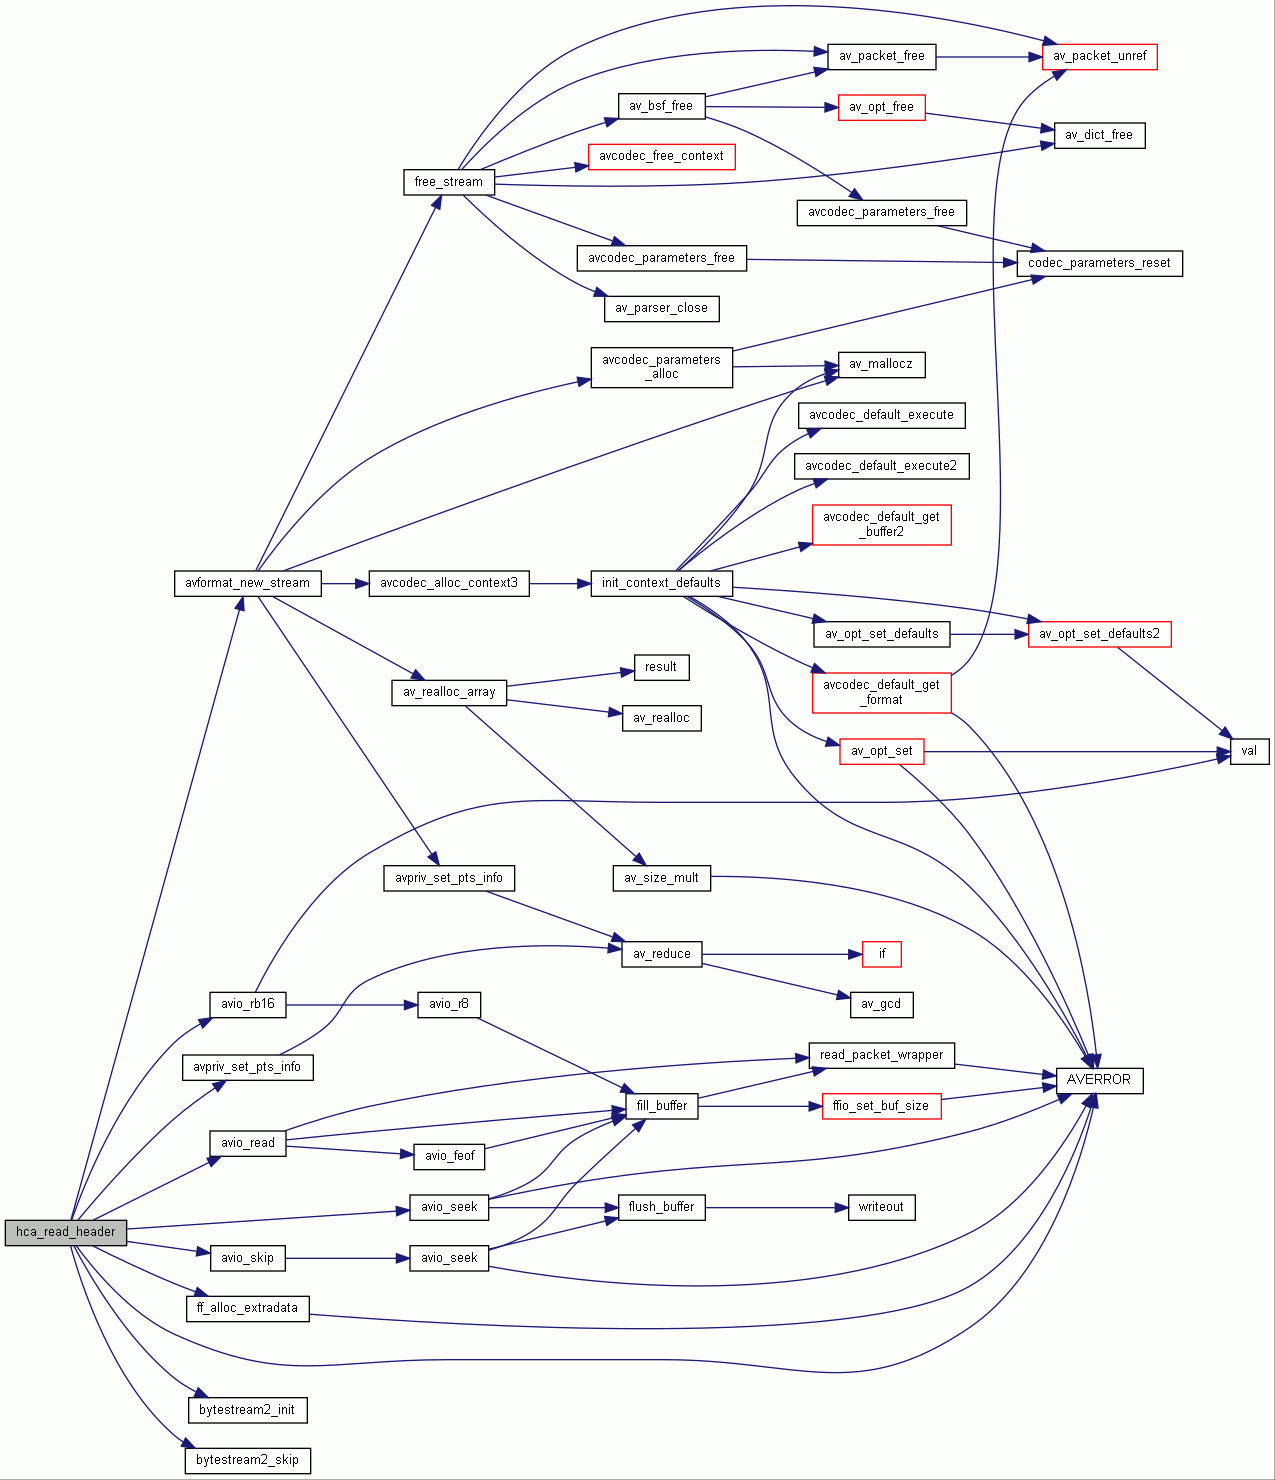 av_packet_free
av_packet_unref
av_bsf_free
av_opt_free
av_dict_free
avcodec_free_context
free_stream
avcodec_parameters_free
avcodec_parameters_free
codec_parameters_reset
av_parser_close
avcodec_parameters
_alloc
av_mallocz
avcodec_default_execute
avcodec_default_execute2
avcodec_default_get
_buffer2
avformat_new_stream
avcodec_alloc_context3
init_context_defaults
av_opt_set_defaults
av_opt_set_defaults2
result
av_realloc_array
avcodec_default_get
_format
av_realloc
av_opt_set
val
avpriv_set_pts_info
av_size_mult
av_reduce
if
avio_rb16
avio_r8
av_gcd
avpriv_set_pts_info
read_packet_wrapper
AVERROR
fill_buffer
ffio_set_buf_size
avio_read
avio_feof
avio_seek
flush_buffer
writeout
hca_read_header
avio_skip
avio_seek
ff_alloc_extradata
bytestream2_init
bytestream2_skip